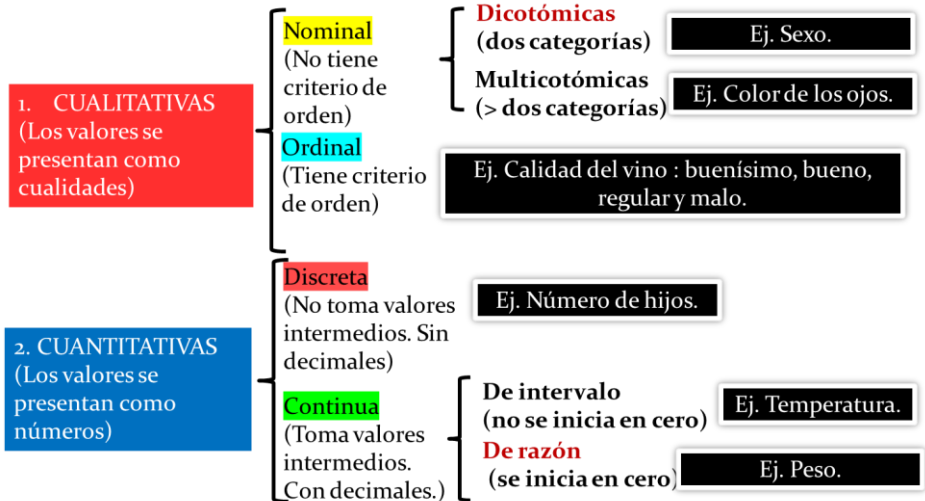 1. CUALITATIVAS
(Los valores se
presentan como
cualidades)
Nominal
(No tiene
criterio de
orden)
Dicotómicas
(dos categorías)
Ej. Sexo.
Multicotómicas
(> dos categorías)
Ej. Color de los ojos.
Ordinal
(Tiene criterio
de orden)
Ej. Calidad del vino : buenísimo, bueno,
regular y malo.
2. CUANTITATIVAS
(Los valores se
presentan como
números)
Discreta
(No toma valores
intermedios. Sin
decimales)
Ej. Número de hijos.
Continua
(Toma valores
intermedios.
Con decimales.)
De intervalo
(no se inicia en cero)
Ej. Temperatura.
De razón
(se inicia en cero)
Ej. Peso.